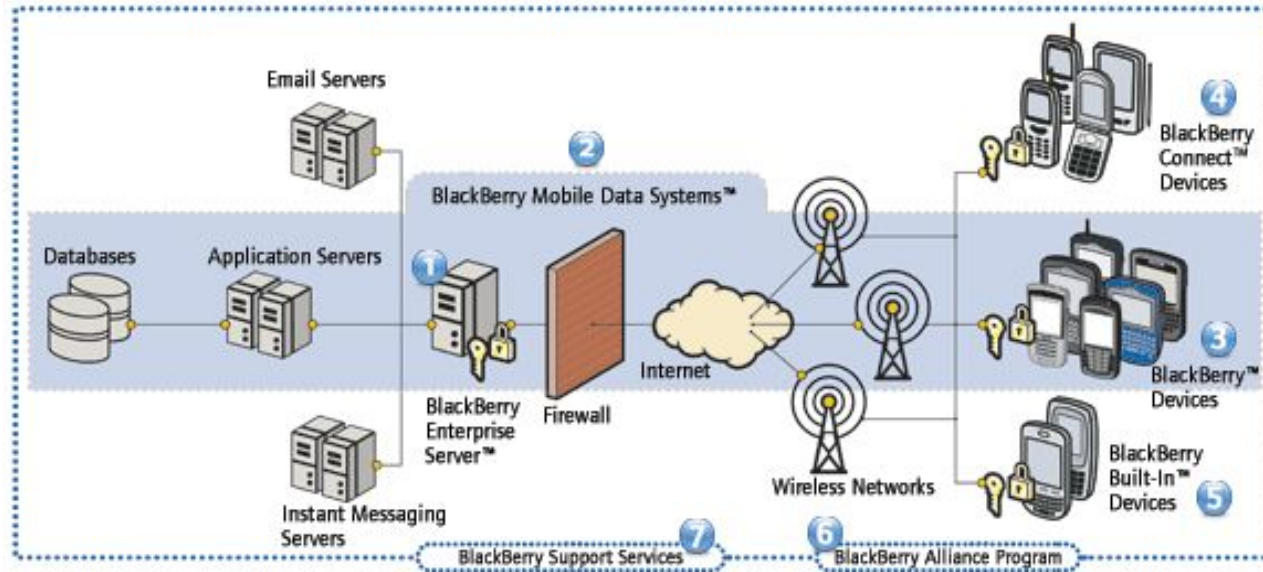 Email Servers
4
BlackBerry
Connect™
Devices
2
BlackBerry Mobile Data Systems™
Databases
Application Servers
1
3
BlackBerry™
Devices
Internet
BlackBerry
Enterprise
Server™
Firewall
BlackBerry
Built-In™
Devices
5
Wireless Networks
Instant Messaging
Servers
7
BlackBerry Support Services
6
BlackBerry Alliance Program